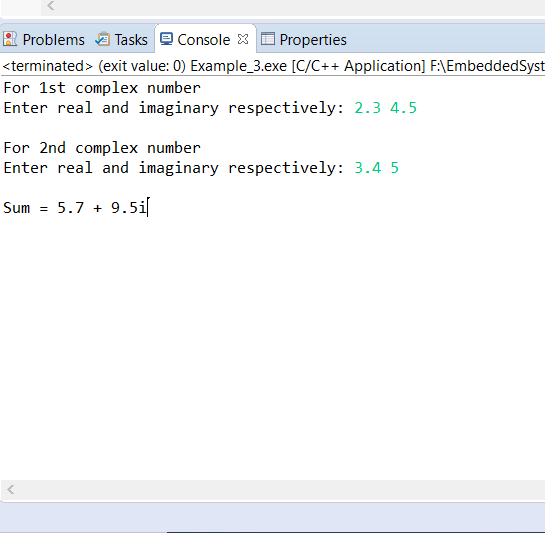 Problems Tasks Console Properties
<terminated> (exit value: 0) Example_3.exe [C/C++ Application] F:\EmbeddedSyst
For 1st complex number
Enter real and imaginary respectively: 2.3 4.5
For 2nd complex number
Enter real and imaginary respectively: 3.4 5
Sum = 5.7 + 9.5i